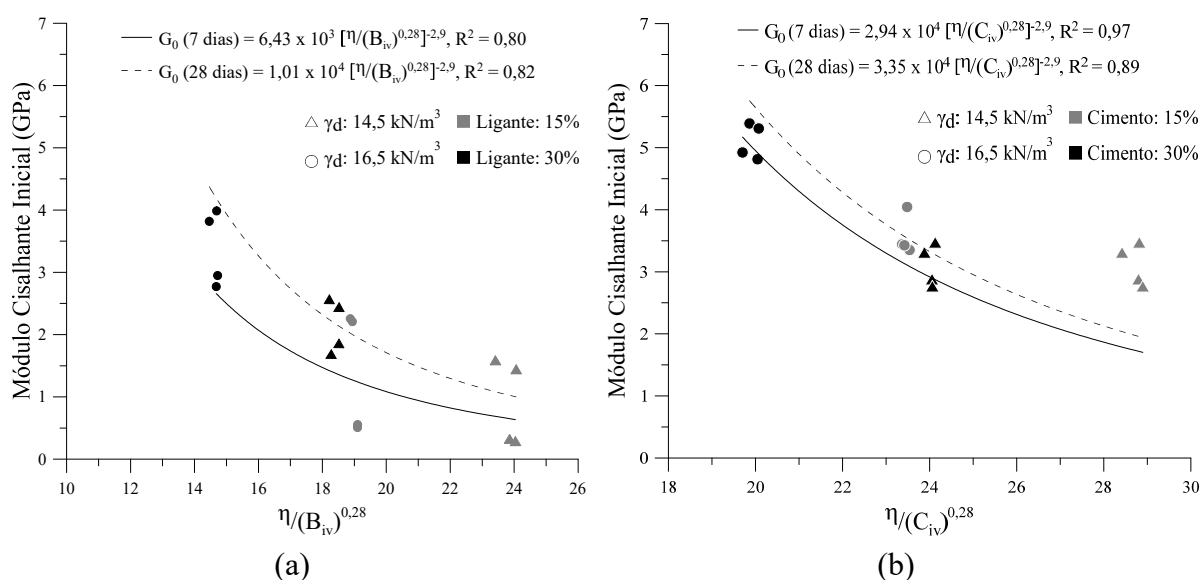 G₀ (7 dias) = 6,43 x 10³ [η/(B_iv)^0,28]^-2,9, R² = 0,80
G₀ (28 dias) = 1,01 x 10⁴ [η/(B_iv)^0,28]^-2,9, R² = 0,82
γd: 14,5 kN/m³ Ligante: 15%
γd: 16,5 kN/m³ Ligante: 30%
Módulo Cisalhante Inicial (GPa)
7
6
5
4
3
2
1
0
10 12 14 16 18 20 22 24 26
η/(B_iv)^0,28
(a)
G₀ (7 dias) = 2,94 x 10⁴ [η/(C_iv)^0,28]^-2,9, R² = 0,97
G₀ (28 dias) = 3,35 x 10⁴ [η/(C_iv)^0,28]^-2,9, R² = 0,89
γd: 14,5 kN/m³ Cimento: 15%
γd: 16,5 kN/m³ Cimento: 30%
Módulo Cisalhante Inicial (GPa)
7
6
5
4
3
2
1
0
18 20 22 24 26 28 30
η/(C_iv)^0,28
(b)